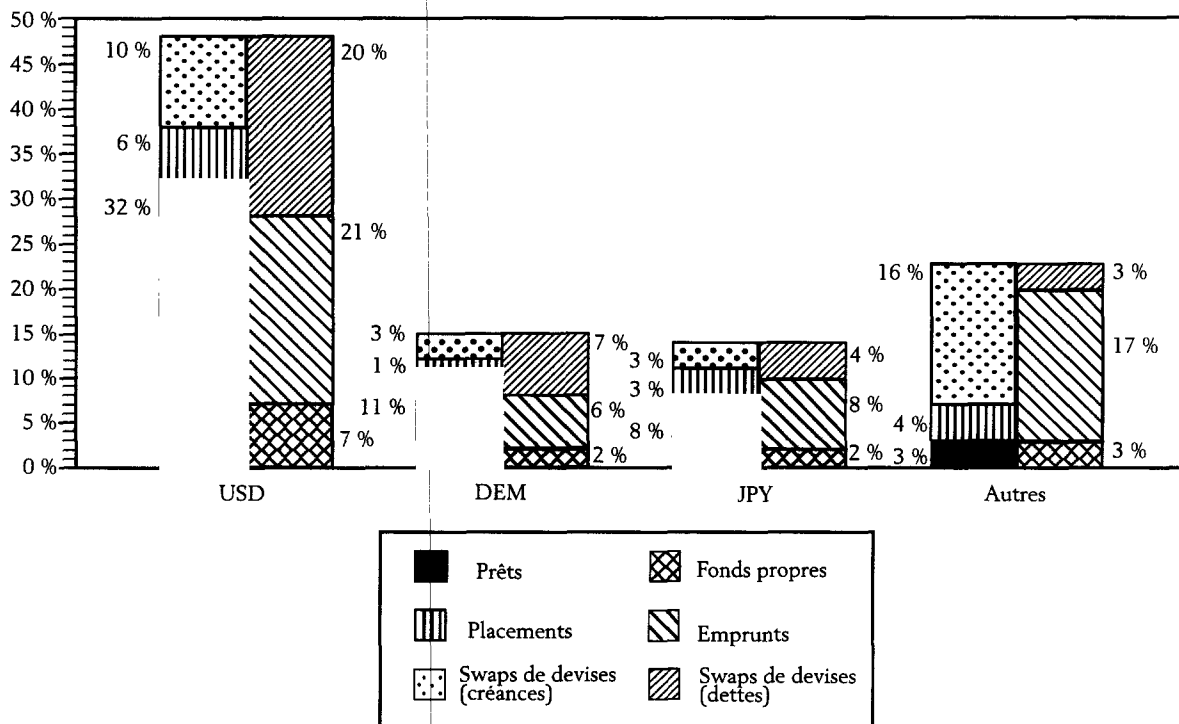 50 %
45 %
40 %
35 %
30 %
25 %
20 %
15 %
10 %
5 %
0 %
10 %
20 %
6 %
32 %
21 %
7 %
USD
3 %
7 %
1 %
11 %
6 %
2 %
DEM
3 %
4 %
3 %
8 %
8 %
2 %
JPY
16 %
3 %
17 %
4 %
3 %
3 %
Autres
Prêts
Fonds propres
Placements
Emprunts
Swaps de devises
(créances)
Swaps de devises
(dettes)